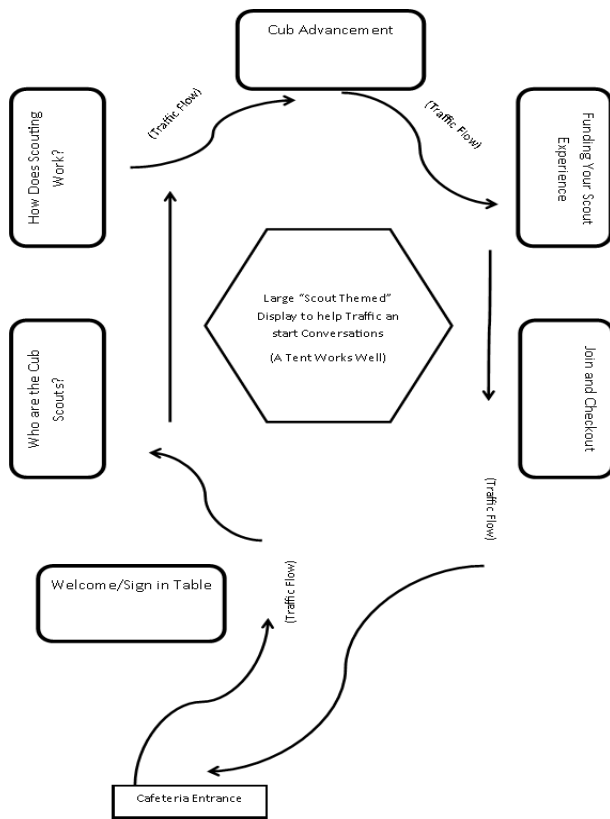 Cub Advancement
(Traffic Flow)
(Traffic Flow)
How Does Scouting
Work?
Funding Your Scout
Experience
Large “Scout Themed”
Display to help Traffic an
start Conversations
(A Tent Works Well)
Who are the Cub
Scouts?
Join and Checkout
(Traffic Flow)
Welcome/Sign in Table
(Traffic Flow)
Cafeteria Entrance